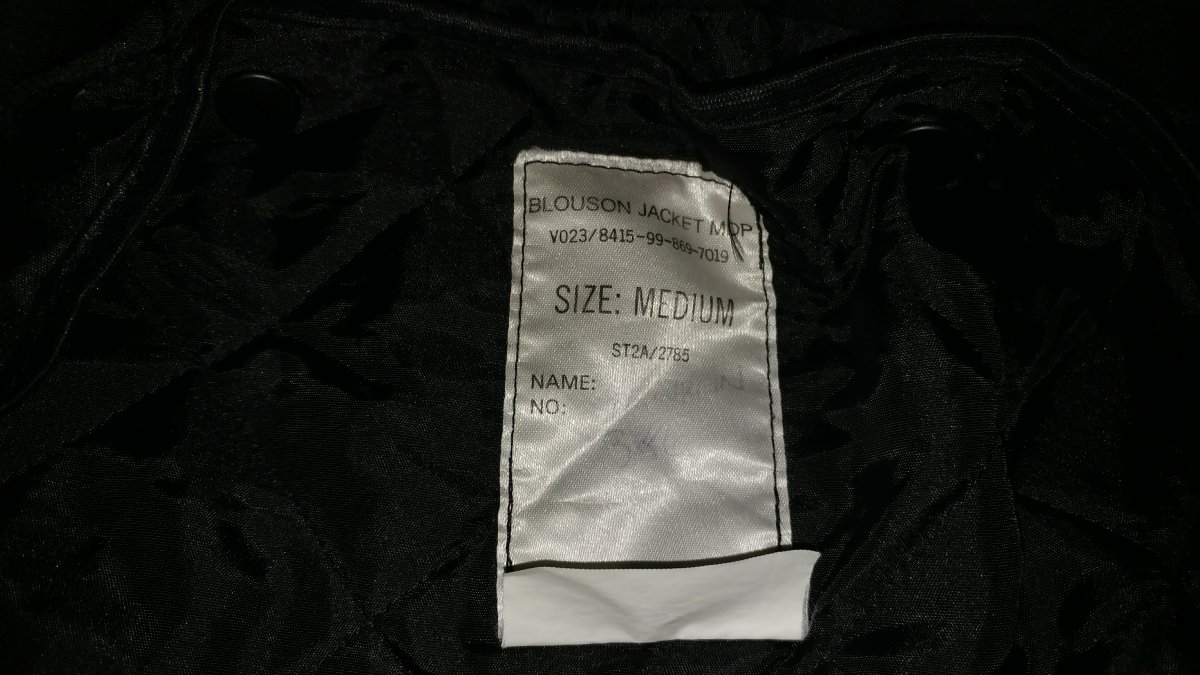 BLOUSON JACKET MDP
V023/8415-99-869-7019
SIZE: MEDIUM
ST2A/2785
NAME:
NO: